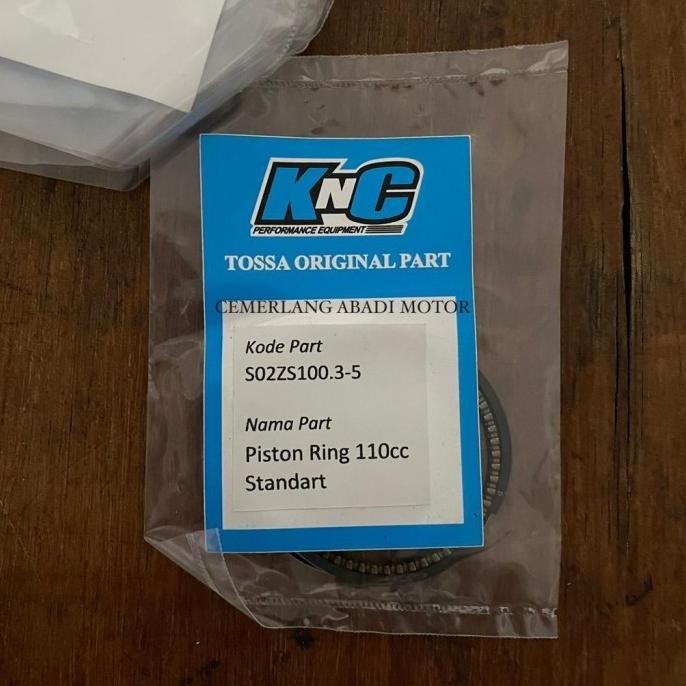 KNC
PERFORMANCE EQUIPMENT
TOSSA ORIGINAL PART
CEMERLANG ABADI MOTOR
Kode Part
S02ZS100.3-5
Nama Part
Piston Ring 110cc
Standart